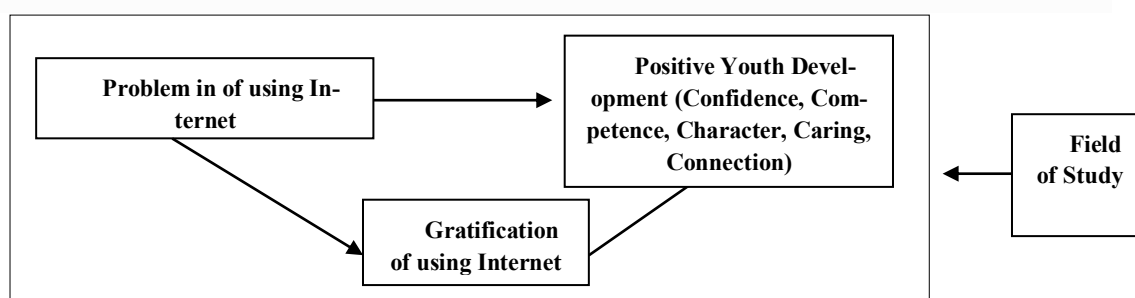 Problem in of using In-
ternet
Positive Youth Devel-
opment (Confidence, Com-
petence, Character, Caring,
Connection)
Gratification
of using Internet
Field
of Study